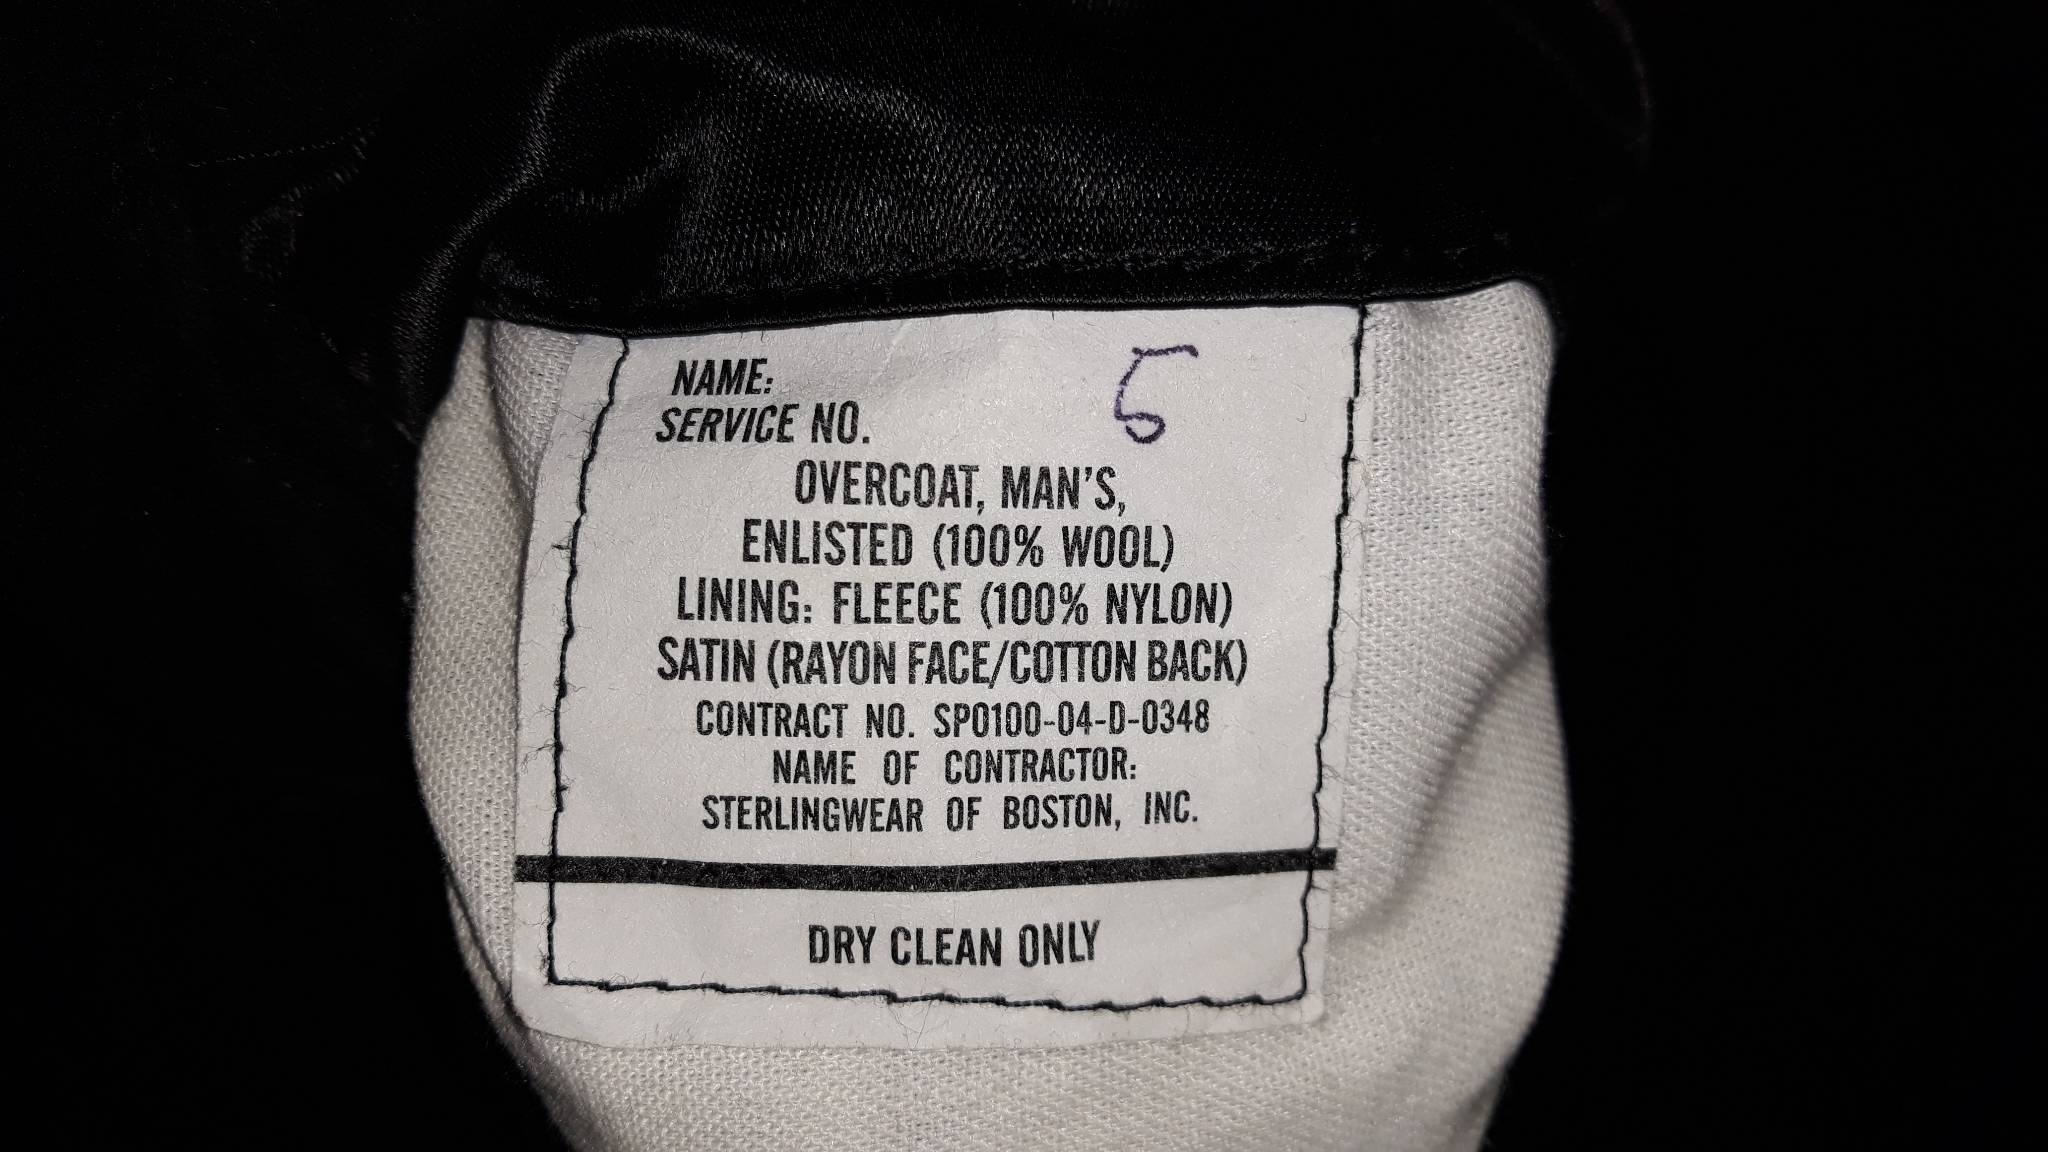 NAME:
SERVICE NO.
5
OVERCOAT, MAN'S,
ENLISTED (100% WOOL)
LINING: FLEECE (100% NYLON)
SATIN (RAYON FACE/COTTON BACK)
CONTRACT NO. SP0100-04-D-0348
NAME OF CONTRACTOR:
STERLINGWEAR OF BOSTON, INC.
DRY CLEAN ONLY